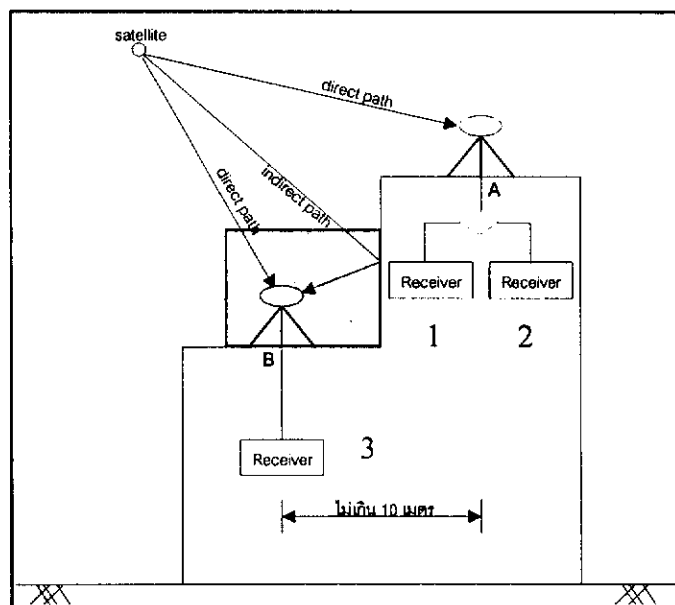 satellite
direct path
direct path
indirect path
A
Receiver
Receiver
1
2
B
Receiver
3
ไม่เกิน 10 เมตร